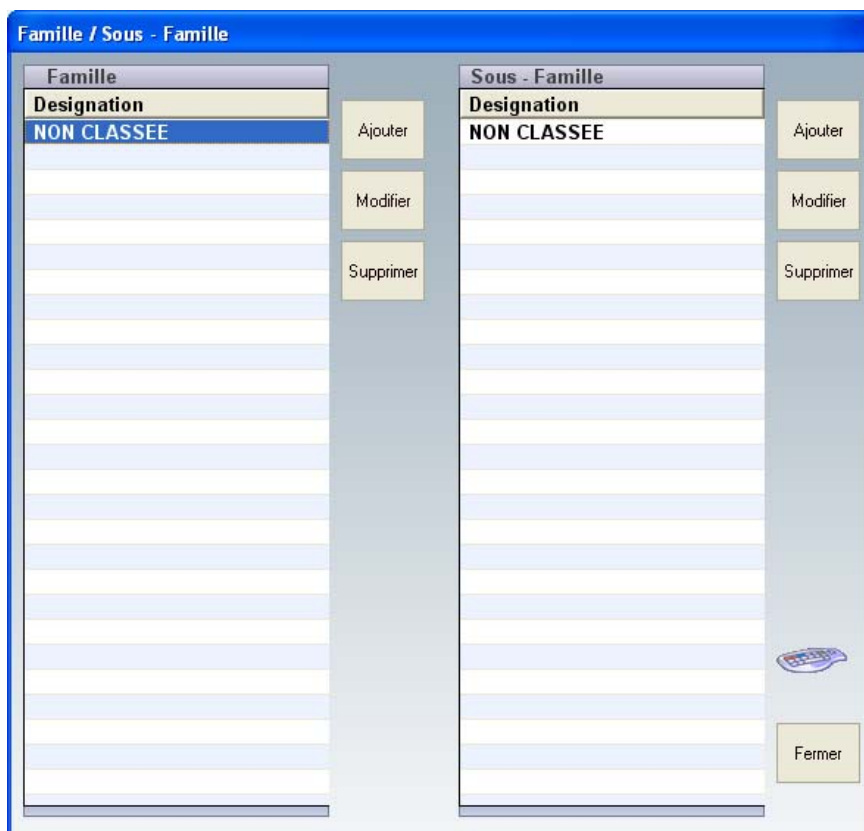 Famille / Sous - Famille
Famille
Designation
NON CLASSEE
Ajouter
Modifier
Supprimer
Sous - Famille
Designation
NON CLASSEE
Ajouter
Modifier
Supprimer
Fermer